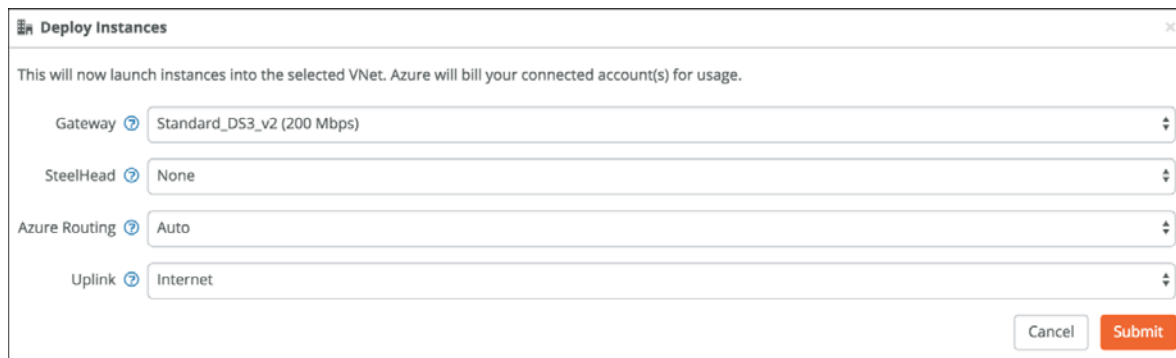 Deploy Instances
This will now launch instances into the selected VNet. Azure will bill your connected account(s) for usage.
Gateway ? Standard_DS3_v2 (200 Mbps)
SteelHead ? None
Azure Routing ? Auto
Uplink ? Internet
Cancel Submit